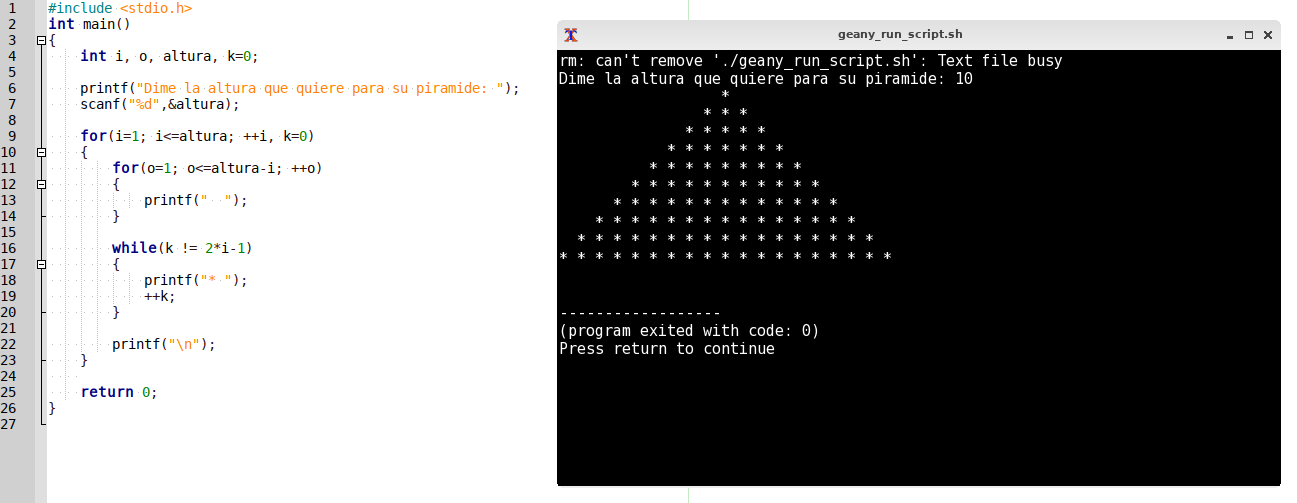 1 #include <stdio.h>
2 int main()
3 {
4     int i, o, altura, k=0;
5
6     printf("Dime la altura que quiere para su piramide: ");
7     scanf("%d",&altura);
8
9     for(i=1; i<=altura; ++i, k=0)
10     {
11         for(o=1; o<=altura-i; ++o)
12         {
13             printf("  ");
14         }
15
16         while(k != 2*i-1)
17         {
18             printf("* ");
19             ++k;
20         }
21
22         printf("\n");
23     }
24
25     return 0;
26 }
27
geany_run_script.sh
rm: can't remove './geany_run_script.sh': Text file busy
Dime la altura que quiere para su piramide: 10
                  *
                * * *
              * * * * *
            * * * * * * *
          * * * * * * * * *
        * * * * * * * * * * *
      * * * * * * * * * * * * *
    * * * * * * * * * * * * * * *
  * * * * * * * * * * * * * * * * *
* * * * * * * * * * * * * * * * * * *
------------------
(program exited with code: 0)
Press return to continue